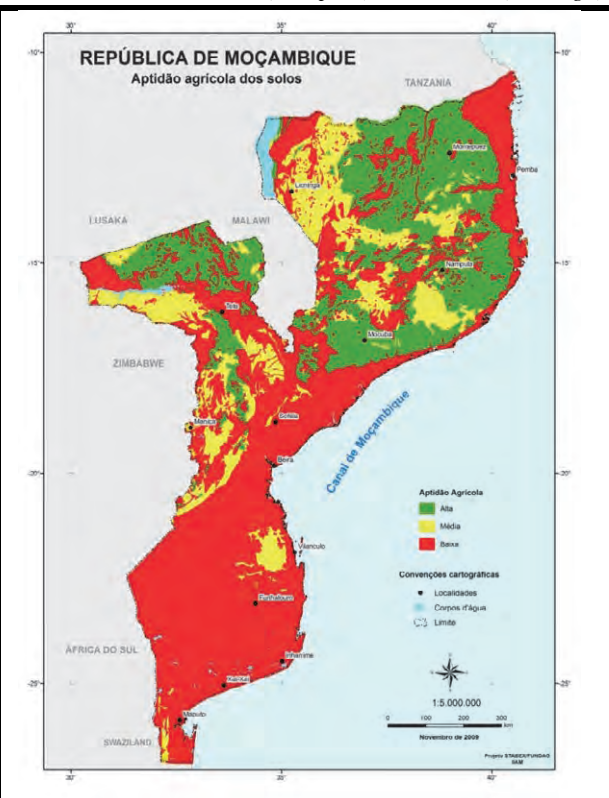 30°
35°
40°
-10°
-10°
REPÚBLICA DE MOÇAMBIQUE
Aptidão agrícola dos solos
TANZANIA
Montepuez
Pemba
Lichinga
LUSAKA
MALAWI
-15°
-15°
Nampula
Tete
Mocuba
ZIMBABWE
Sofala
Manica
Canal de Moçambique
Beira
-20°
-20°
Aptidão Agrícola
Alta
Média
Baixa
Vilanculo
Convenções cartográficas
Localidades
Corpos d'água
Limite
Funhalouro
ÁFRICA DO SUL
Inharrime
Xai-Xai
-25°
-25°
1:5.000.000
Maputo
0 100 200 300
km
SWAZILAND
Novembro de 2009
30°
35°
40°